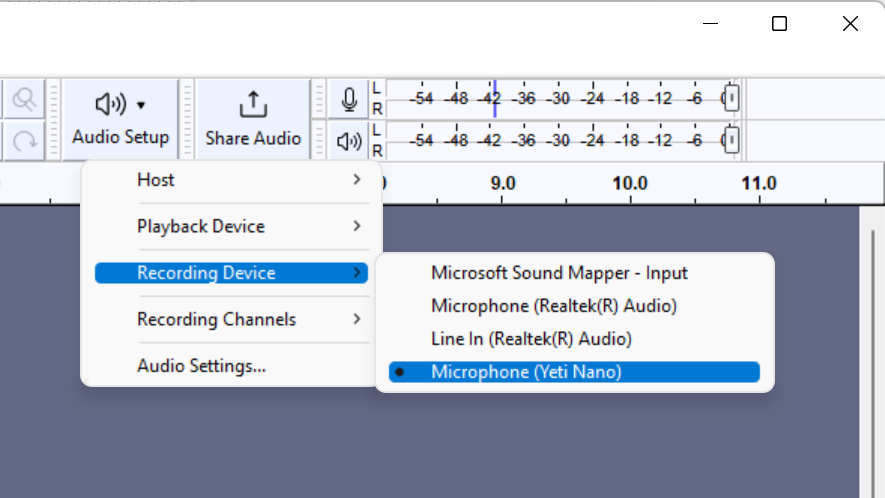 L
R
-54 -48 -42 -36 -30 -24 -18 -12 -6
Audio Setup
Share Audio
L
R
-54 -48 -42 -36 -30 -24 -18 -12 -6
9.0 10.0 11.0
Host
Playback Device
Recording Device
Recording Channels
Audio Settings...
Microsoft Sound Mapper - Input
Microphone (Realtek(R) Audio)
Line In (Realtek(R) Audio)
Microphone (Yeti Nano)